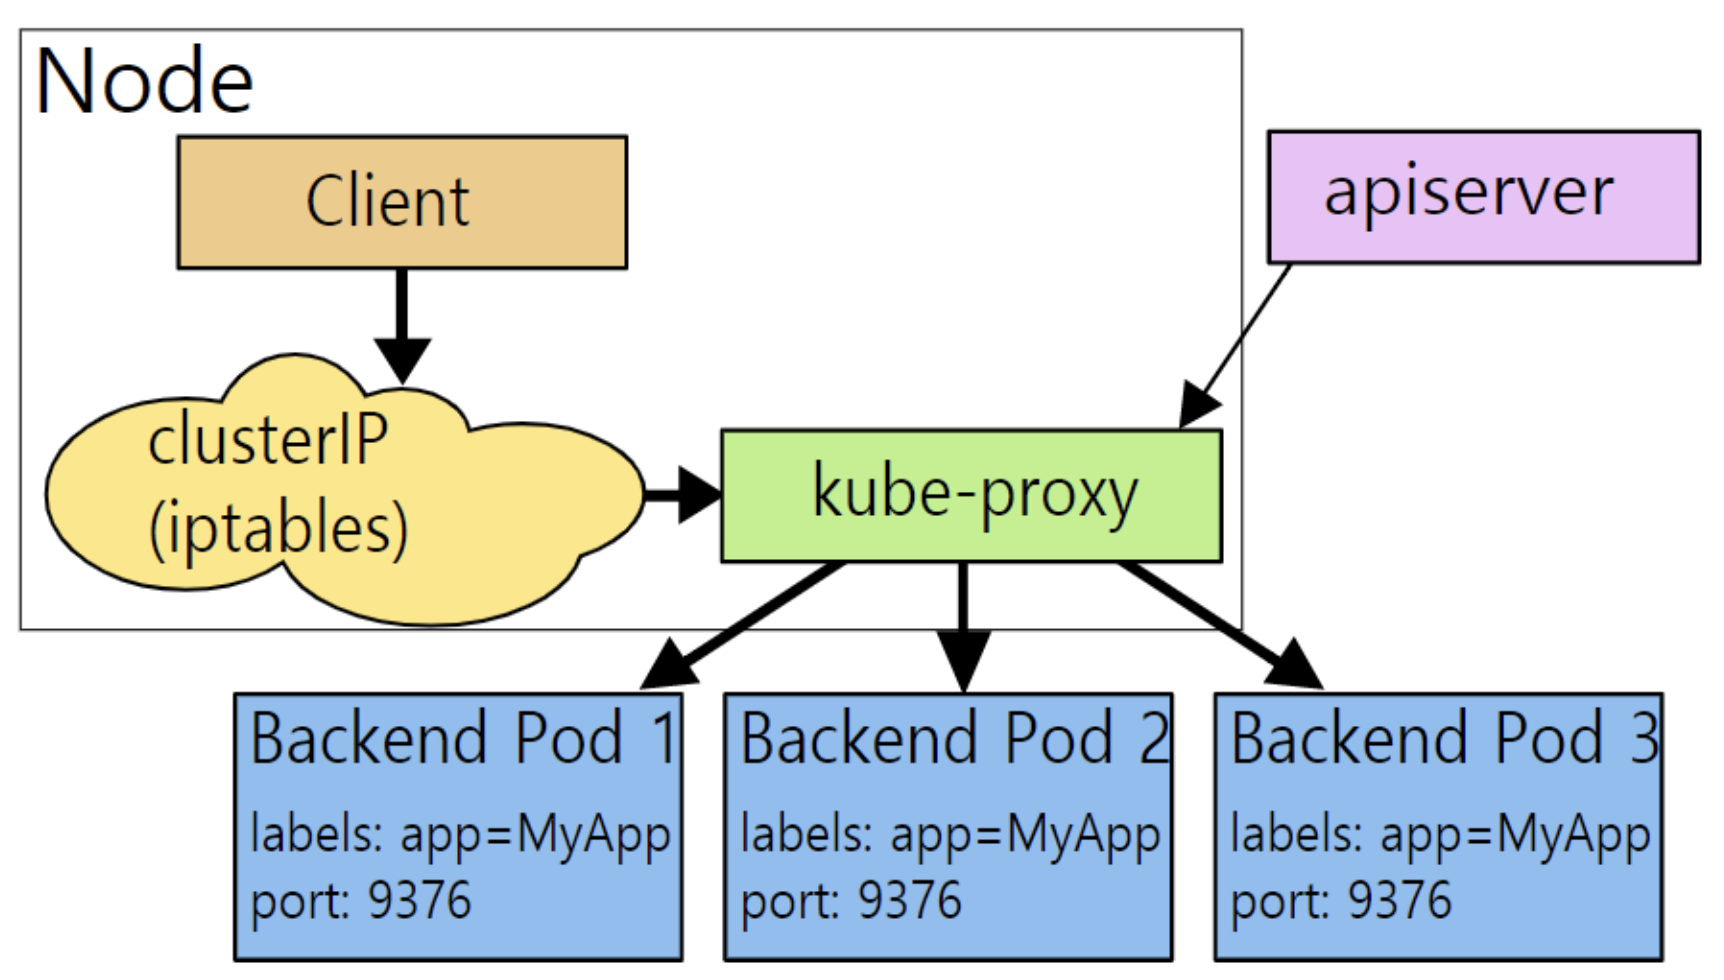 Node
Client
apiserver
clusterIP
(iptables)
kube-proxy
Backend Pod 1
labels: app=MyApp
port: 9376
Backend Pod 2
labels: app=MyApp
port: 9376
Backend Pod 3
labels: app=MyApp
port: 9376